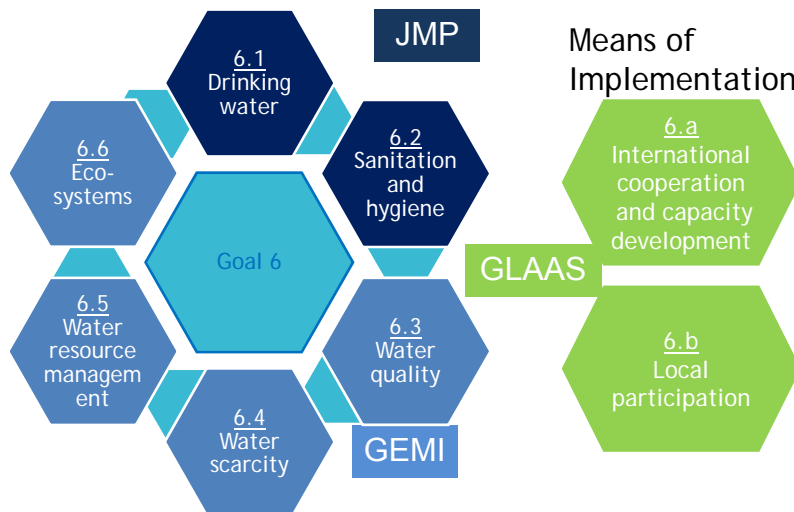 JMP
Means of
Implementation
6.1
Drinking
water
6.2
Sanitation
and
hygiene
6.6
Eco-
systems
Goal 6
6.a
International
cooperation
and capacity
development
GLAAS
6.5
Water
resource
managem
ent
6.3
Water
quality
6.b
Local
participation
6.4
Water
scarcity
GEMI